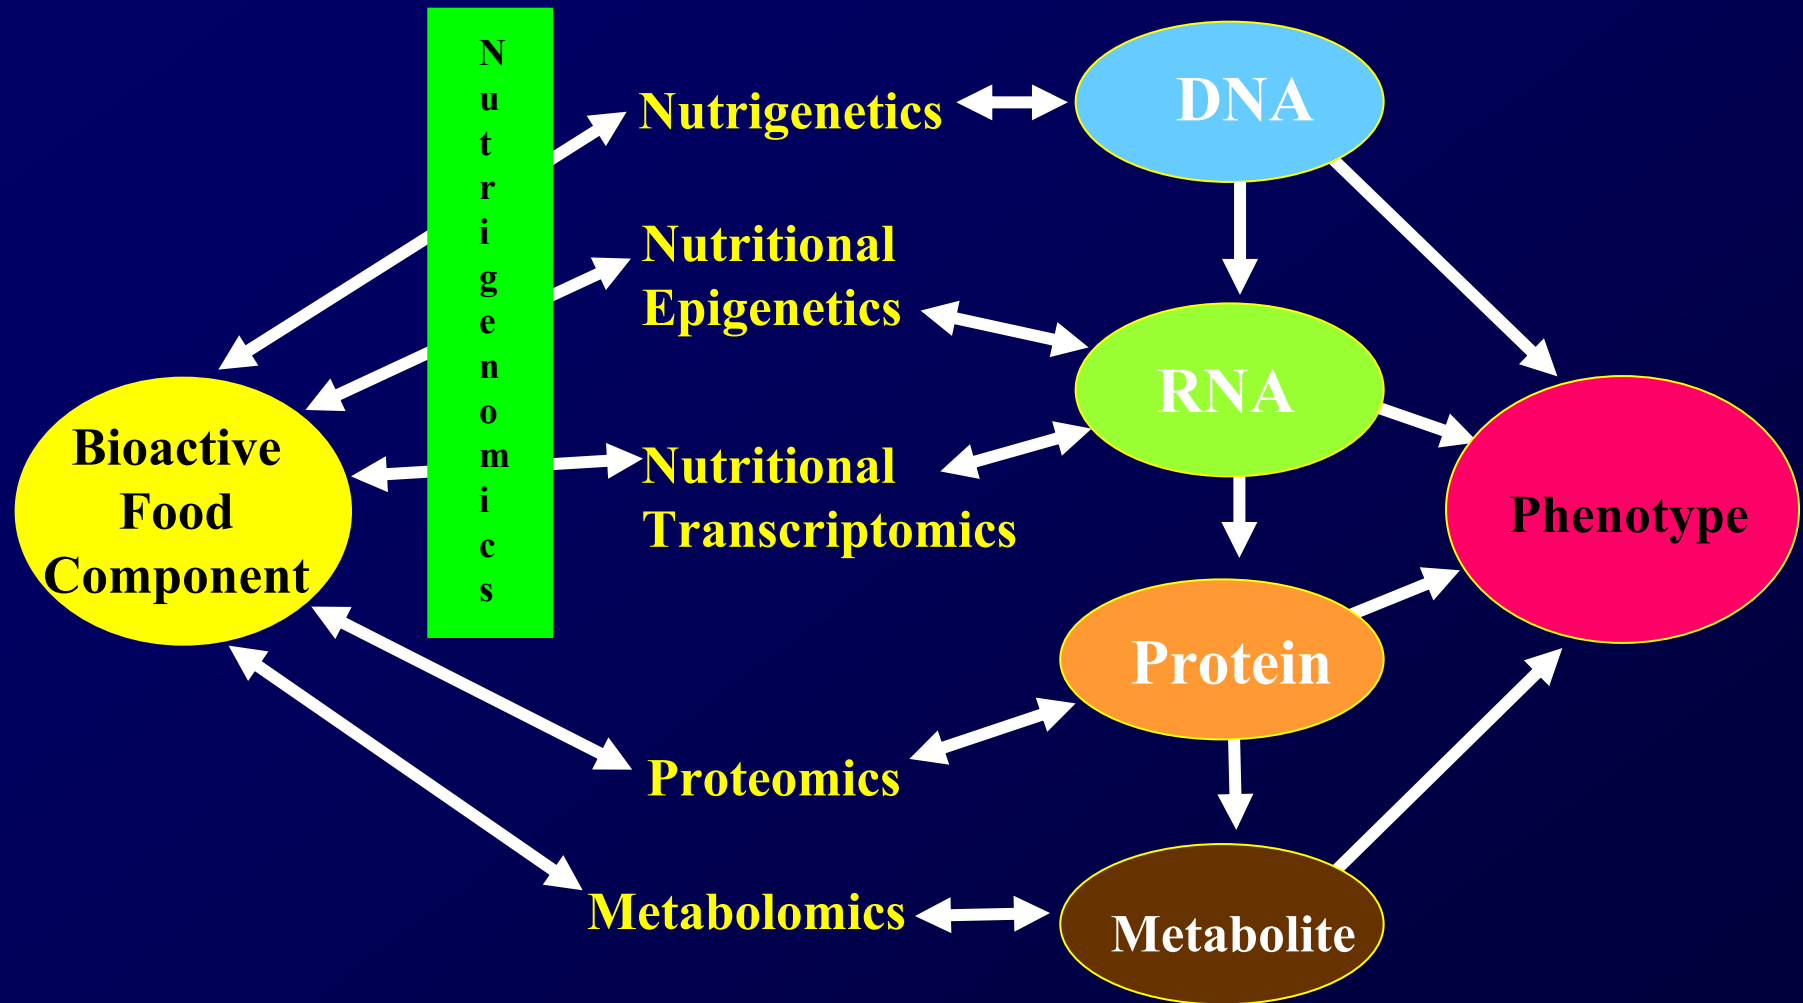 Nutrigenomics
Nutrigenetics
DNA
Nutritional
Epigenetics
RNA
Bioactive
Food
Component
Nutritional
Transcriptomics
Phenotype
Protein
Proteomics
Metabolomics
Metabolite